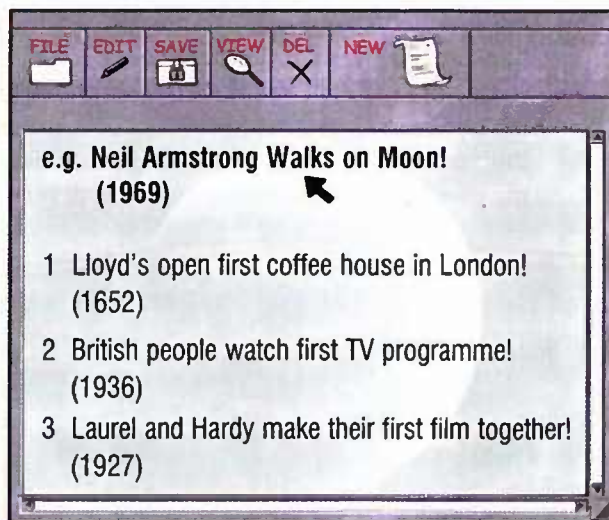 FILE EDIT SAVE VIEW DEL NEW
e.g. Neil Armstrong Walks on Moon!
(1969)
1 Lloyd's open first coffee house in London!
(1652)
2 British people watch first TV programme!
(1936)
3 Laurel and Hardy make their first film together!
(1927)